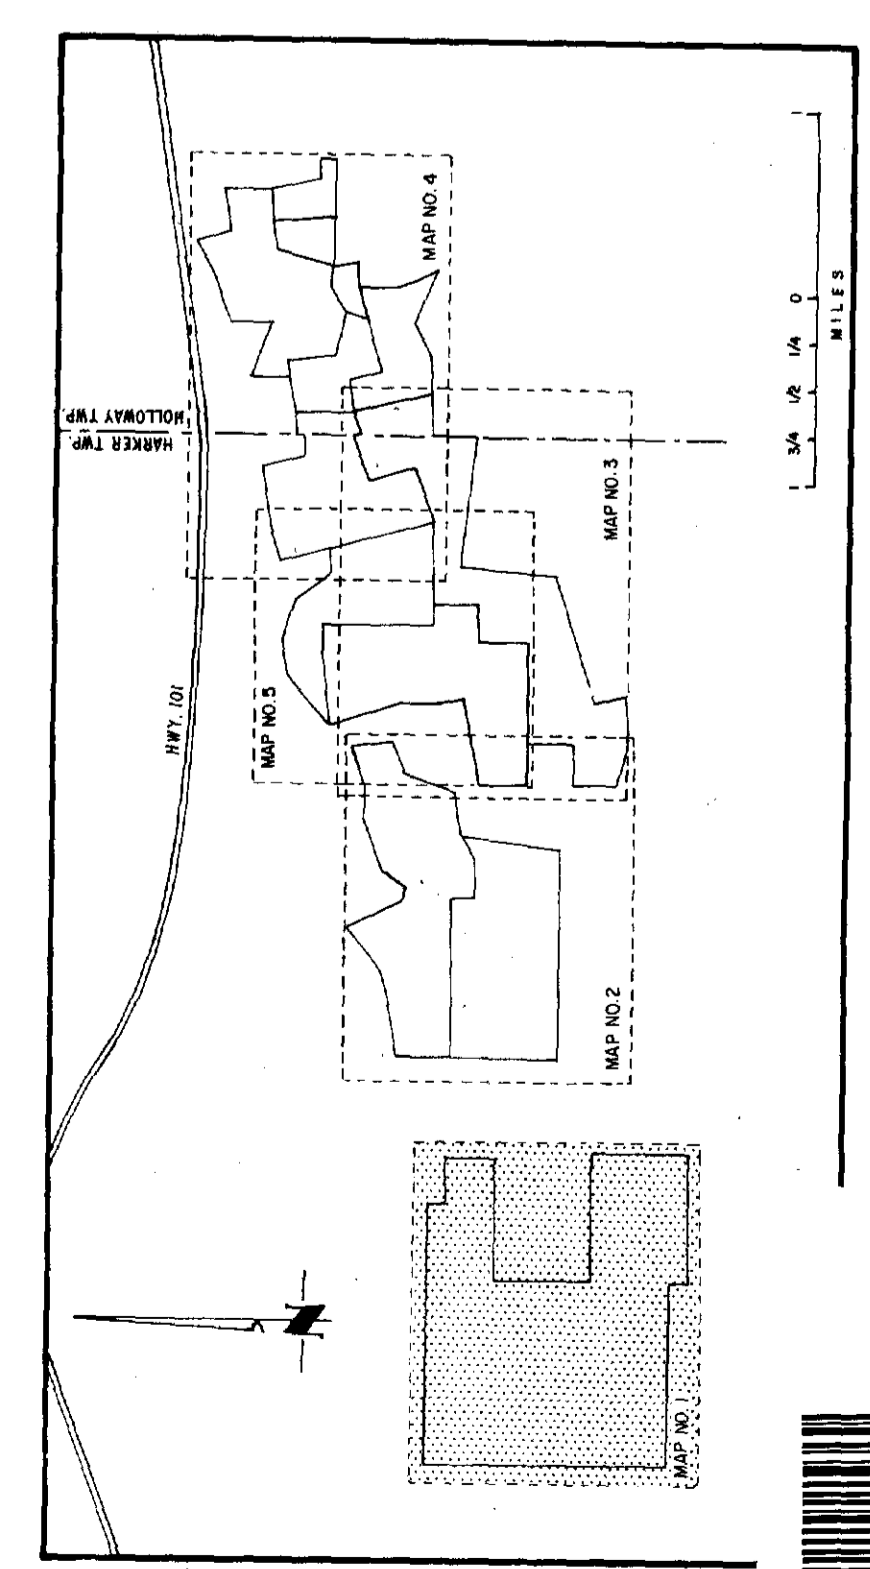 HOLLOWAY TWP.
HARKER TWP.
HWY. 101
MAP NO. 4
MAP NO. 3
MAP NO. 5
MAP NO. 2
MAP NO. 1
N
1 3/4 1/2 1/4 0 1
MILES